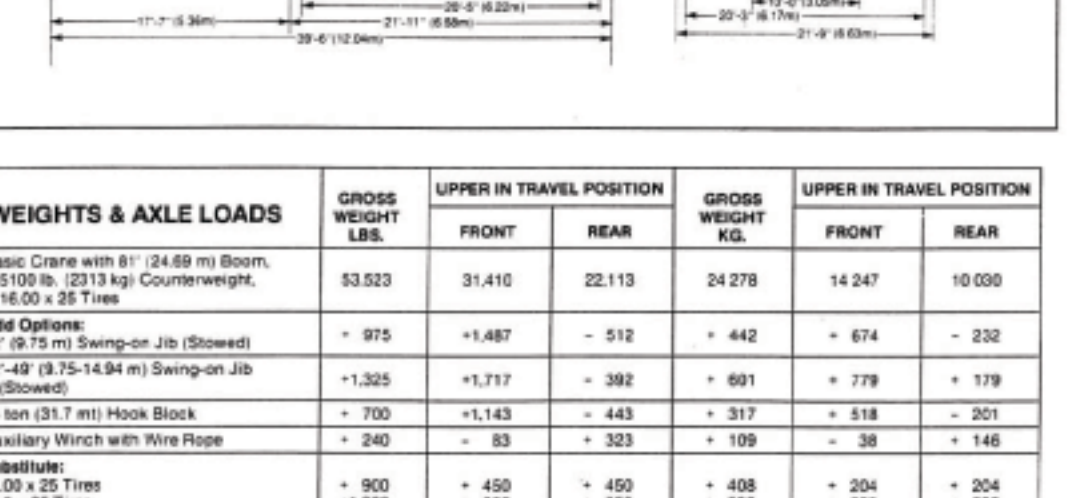 20'-5" (6.22m)
17'-7" (5.36m) 21'-11" (6.68m) 20'-3" (6.17m)
39'-6" (12.04m) 21'-9" (6.63m)
WEIGHTS & AXLE LOADS GROSS WEIGHT LBS. UPPER IN TRAVEL POSITION GROSS WEIGHT KG. UPPER IN TRAVEL POSITION
FRONT REAR FRONT REAR
asic Crane with 81' (24.69 m) Boom,
5100 lb. (2313 kg) Counterweight, 53,523 31,410 22,113 24 278 14 247 10 030
16.00 x 25 Tires
dd Options:
' (9.75 m) Swing-on Jib (Stowed) + 975 +1,487 - 512 + 442 + 674 - 232
'-49' (9.75-14.94 m) Swing-on Jib
(Stowed) +1,325 +1,717 - 392 + 601 + 779 + 179
ton (31.7 mt) Hook Block + 700 +1,143 - 443 + 317 + 518 - 201
uxiliary Winch with Wire Rope + 240 - 83 + 323 + 109 - 38 + 146
ubstitute:
.00 x 25 Tires + 900 + 450 + 450 + 408 + 204 + 204